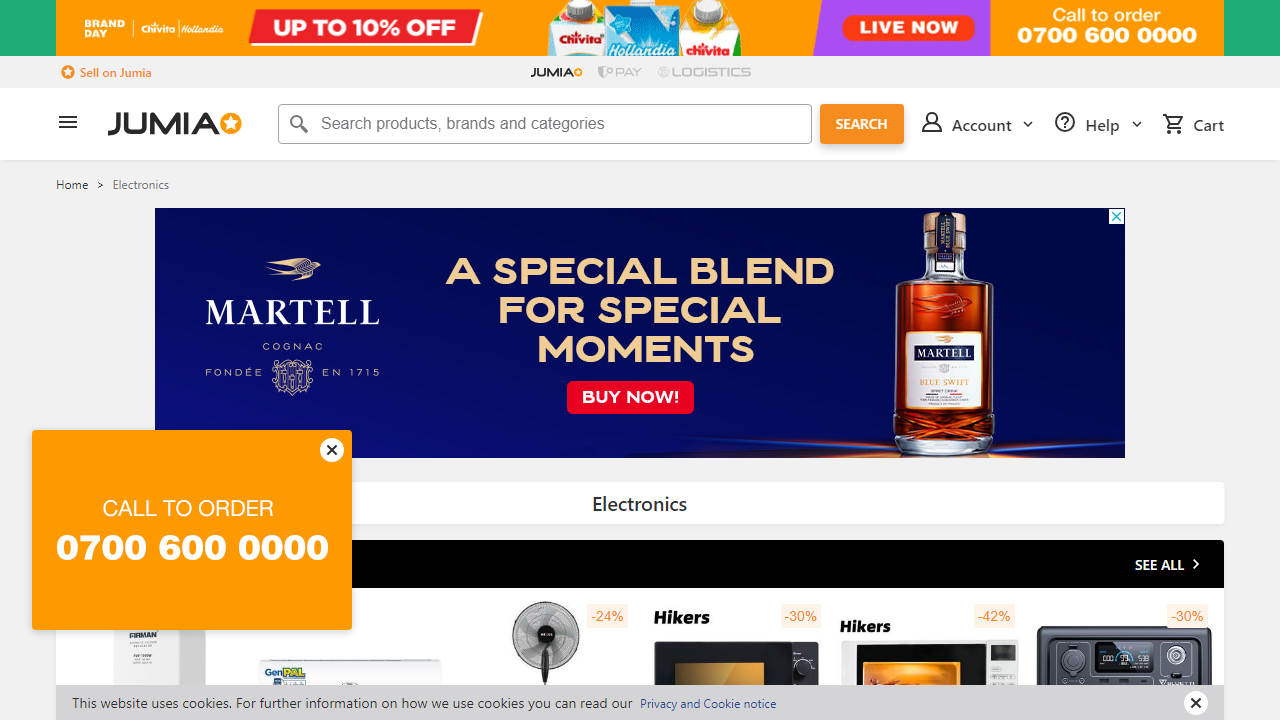 BRAND DAY
Chivita | Hollandia
UP TO 10% OFF
Chivita
Hollandia
chivita
LIVE NOW
Call to order
0700 600 0000
Sell on Jumia
JUMIA
PAY
LOGISTICS
JUMIA
Search products, brands and categories
SEARCH
Account
Help
Cart
Home > Electronics
MARTELL
COGNAC
FONDÉE EN 1715
A SPECIAL BLEND
FOR SPECIAL
MOMENTS
BUY NOW!
MARTELL
BLUE SWIFT
CALL TO ORDER
0700 600 0000
Electronics
SEE ALL
FIRMAN
GenPAL
-24%
Hikers
-30%
Hikers
-42%
-30%
This website uses cookies. For further information on how we use cookies you can read our Privacy and Cookie notice